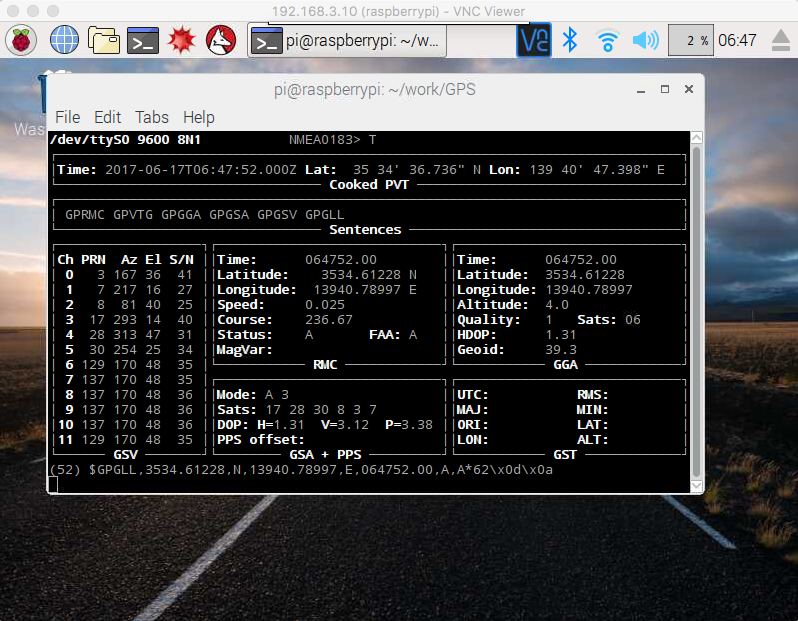 192.168.3.10 (raspberrypi) - VNC Viewer
pi@raspberrypi: ~/w...
2 %
06:47
Was
pi@raspberrypi: ~/work/GPS
File Edit Tabs Help
/dev/ttyS0 9600 8N1 NMEA0183> T
Time: 2017-06-17T06:47:52.000Z Lat: 35 34' 36.736" N Lon: 139 40' 47.398" E
Cooked PVT
GPRMC GPVTG GPGGA GPGSA GPGSV GPGLL
Sentences
Ch PRN Az El S/N Time: 064752.00 Time: 064752.00
0 3 167 36 41 Latitude: 3534.61228 N Latitude: 3534.61228
1 7 217 16 27 Longitude: 13940.78997 E Longitude: 13940.78997
2 8 81 40 25 Speed: 0.025 Altitude: 4.0
3 17 293 14 40 Course: 236.67 Quality: 1 Sats: 06
4 28 313 47 31 Status: A FAA: A HDOP: 1.31
5 30 254 25 34 MagVar: Geoid: 39.3
6 129 170 48 35 RMC GGA
7 137 170 48 35
8 137 170 48 36 Mode: A 3 UTC: RMS:
9 137 170 48 36 Sats: 17 28 30 8 3 7 MAJ: MIN:
10 137 170 48 36 DOP: H=1.31 V=3.12 P=3.38 ORI: LAT:
11 129 170 48 35 PPS offset: LON: ALT:
GSV GSA + PPS GST
(52) $GPGLL,3534.61228,N,13940.78997,E,064752.00,A,A*62\x0d\x0a